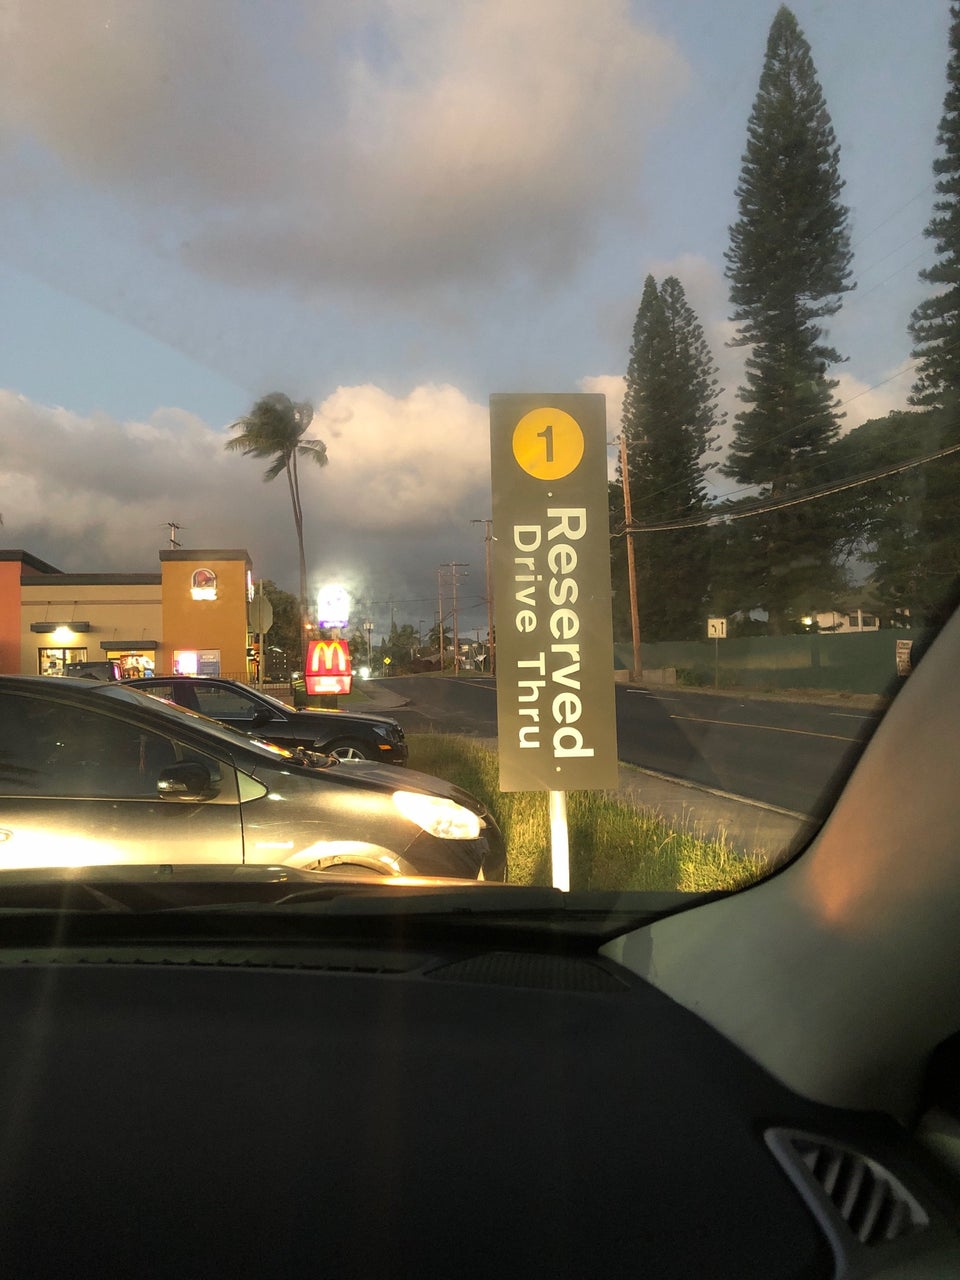 1
Reserved
Drive Thru
M